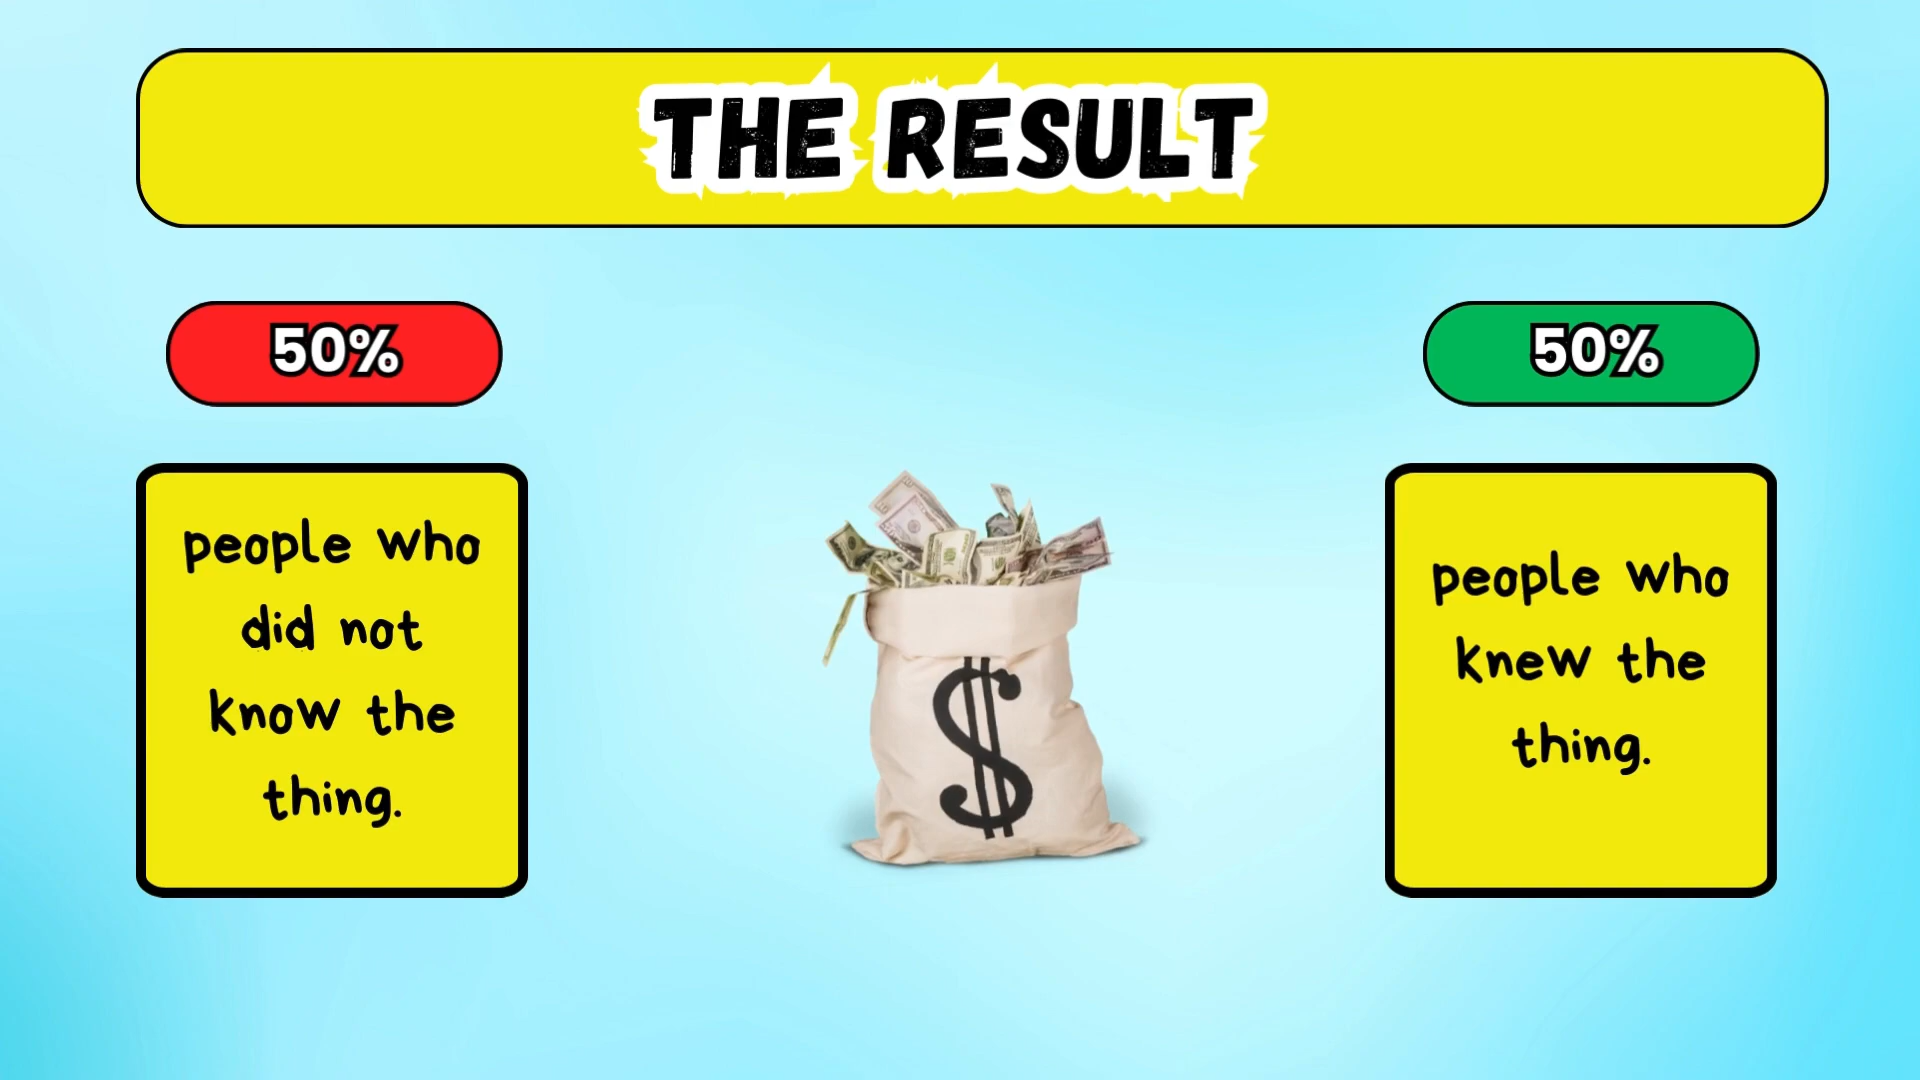 THE RESULT
50%
50%
people who
did not
know the
thing.
$
people who
knew the
thing.